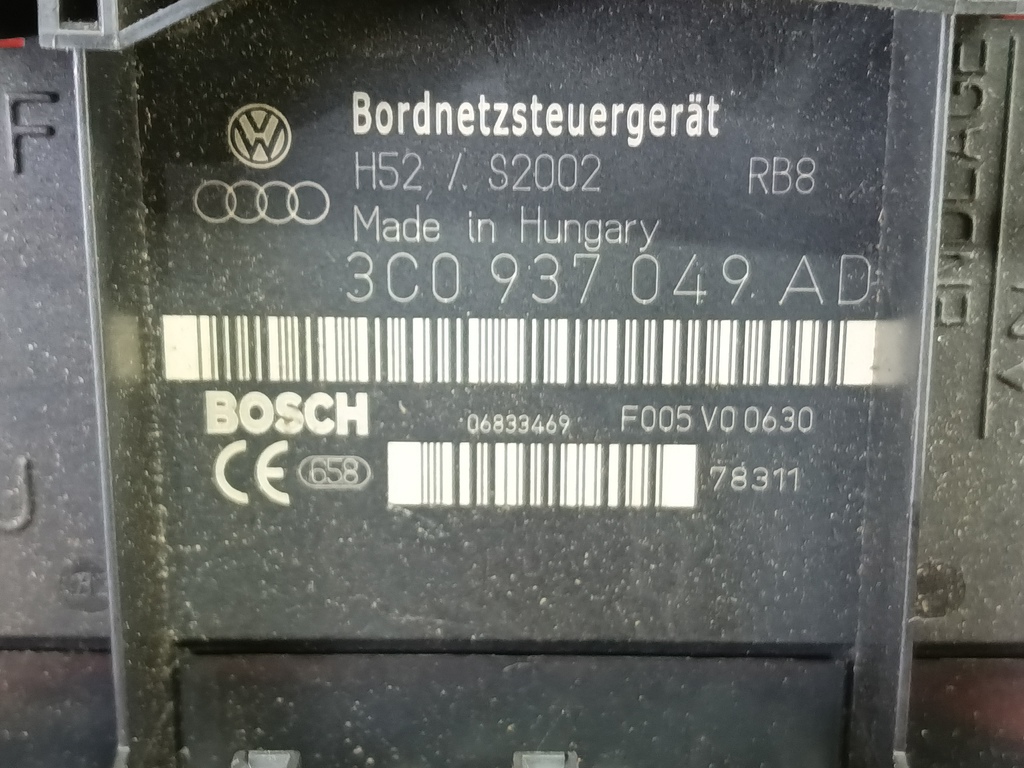 Bordnetzsteuergerät
H52 / S2002 RB8
Made in Hungary
3C0 937 049 AD
BOSCH 06833469 F005 V0 0630
CE 658 78311
F
J
ENDLAGE